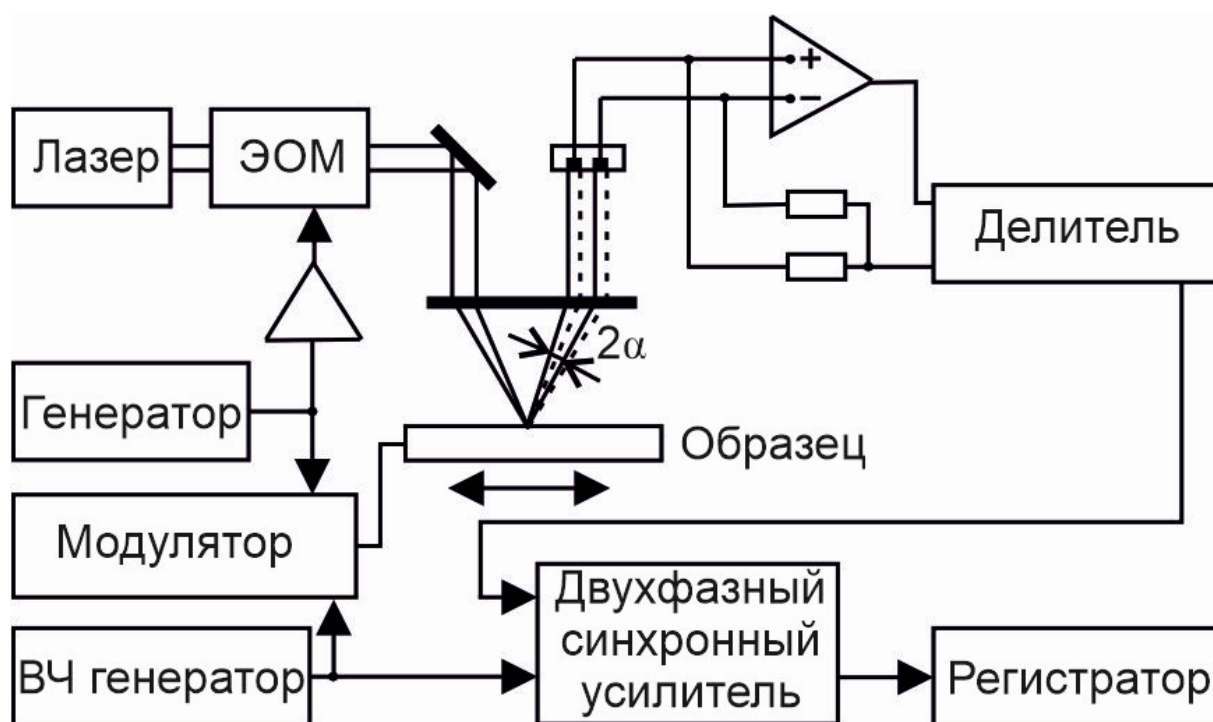 +
−
Лазер
ЭОМ
Делитель
2α
Генератор
Образец
Модулятор
Двухфазный
синхронный
усилитель
ВЧ генератор
Регистратор